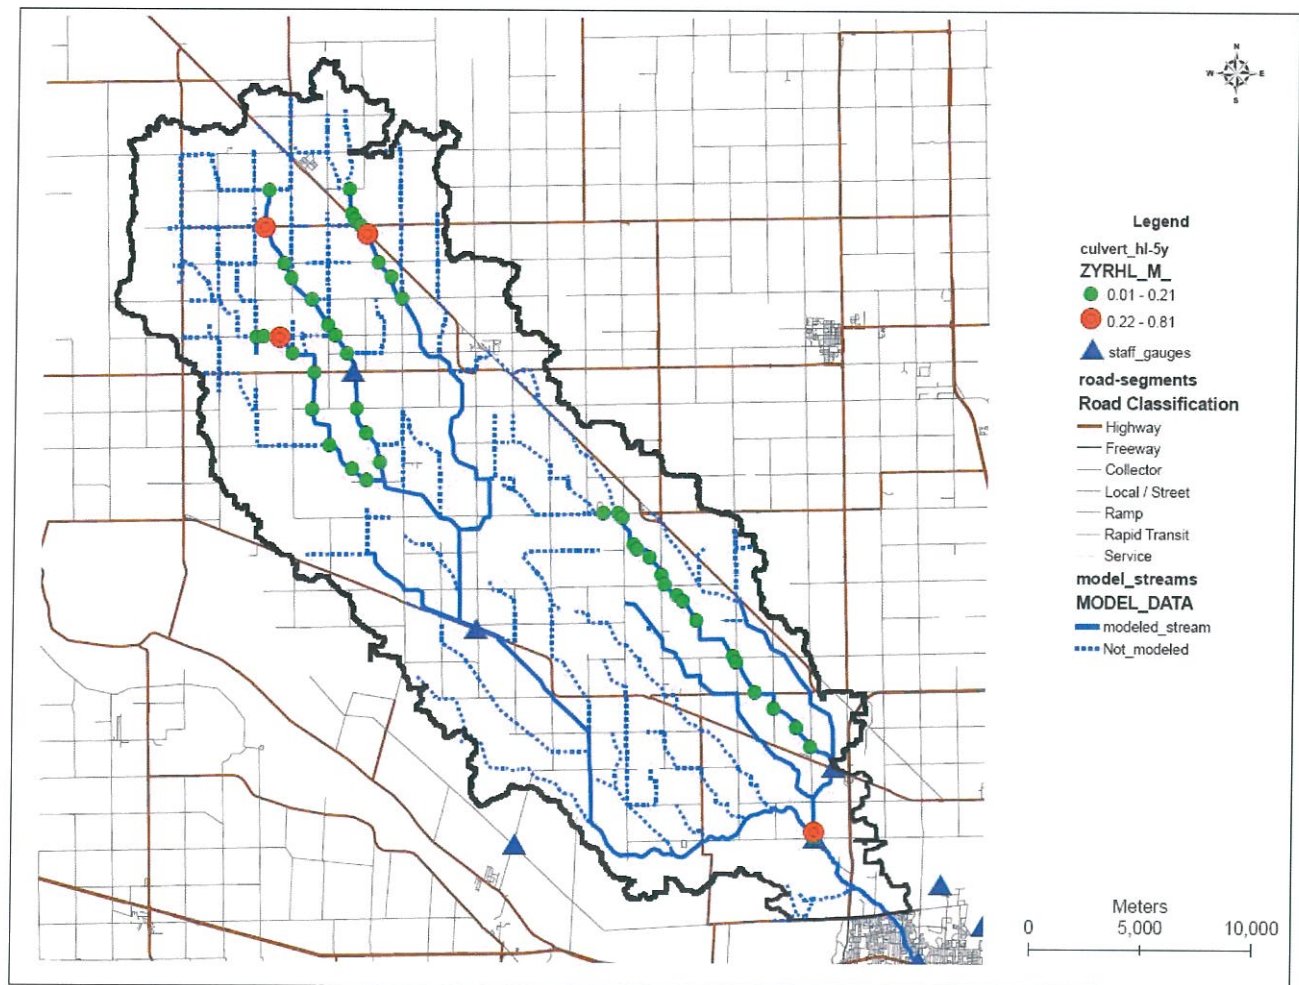 N
W E
S
Legend
culvert_hl-5y
ZYRHL_M_
0.01 - 0.21
0.22 - 0.81
staff_gauges
road-segments
Road Classification
Highway
Freeway
Collector
Local / Street
Ramp
Rapid Transit
Service
model_streams
MODEL_DATA
modeled_stream
Not_modeled
Meters
0 5,000 10,000